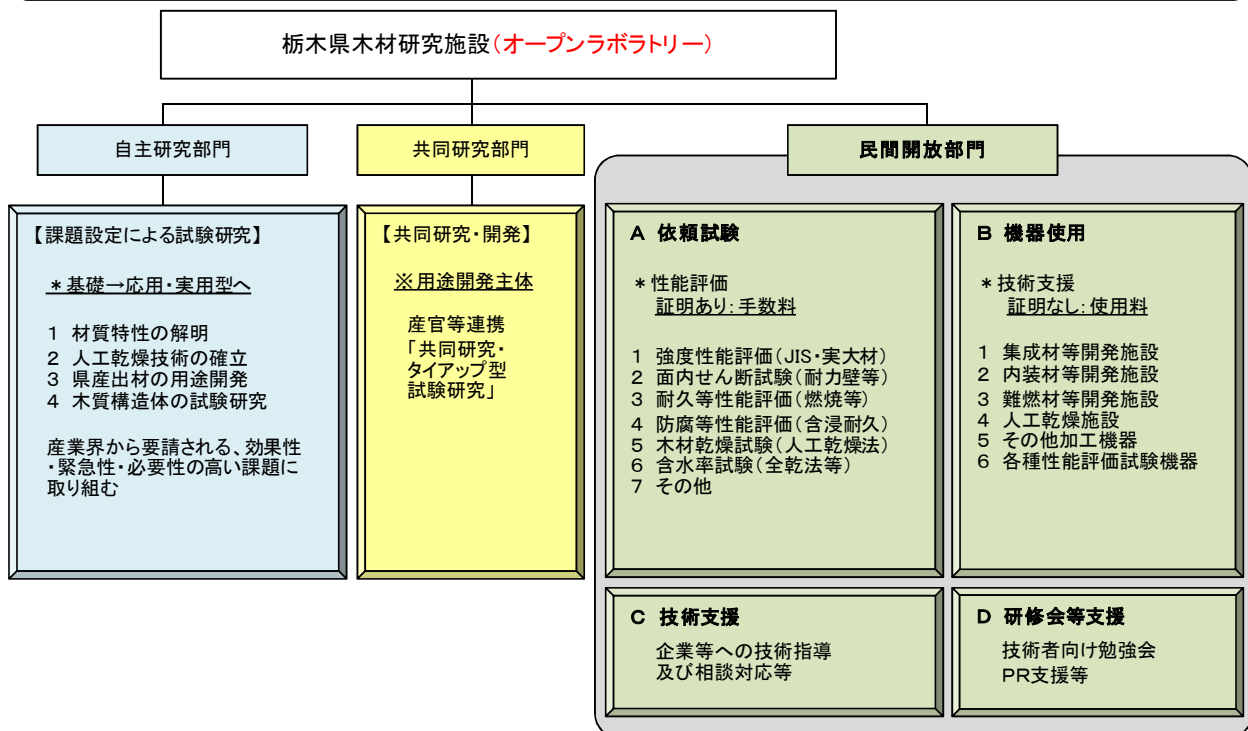 栃木県木材研究施設(オープンラボラトリー)
自主研究部門
共同研究部門
民間開放部門
【課題設定による試験研究】
＊基礎→応用・実用型へ
1 材質特性の解明
2 人工乾燥技術の確立
3 県産出材の用途開発
4 木質構造体の試験研究
産業界から要請される、効果性
・緊急性・必要性の高い課題に
取り組む
【共同研究・開発】
※用途開発主体
産官等連携
「共同研究・
タイアップ型
試験研究」
A 依頼試験
＊性能評価
証明あり：手数料
1 強度性能評価(JIS・実大材)
2 面内せん断試験(耐力壁等)
3 耐久等性能評価(燃焼等)
4 防腐等性能評価(含浸耐久)
5 木材乾燥試験(人工乾燥法)
6 含水率試験(全乾法等)
7 その他
B 機器使用
＊技術支援
証明なし：使用料
1 集成材等開発施設
2 内装材等開発施設
3 難燃材等開発施設
4 人工乾燥施設
5 その他加工機器
6 各種性能評価試験機器
C 技術支援
企業等への技術指導
及び相談対応等
D 研修会等支援
技術者向け勉強会
PR支援等